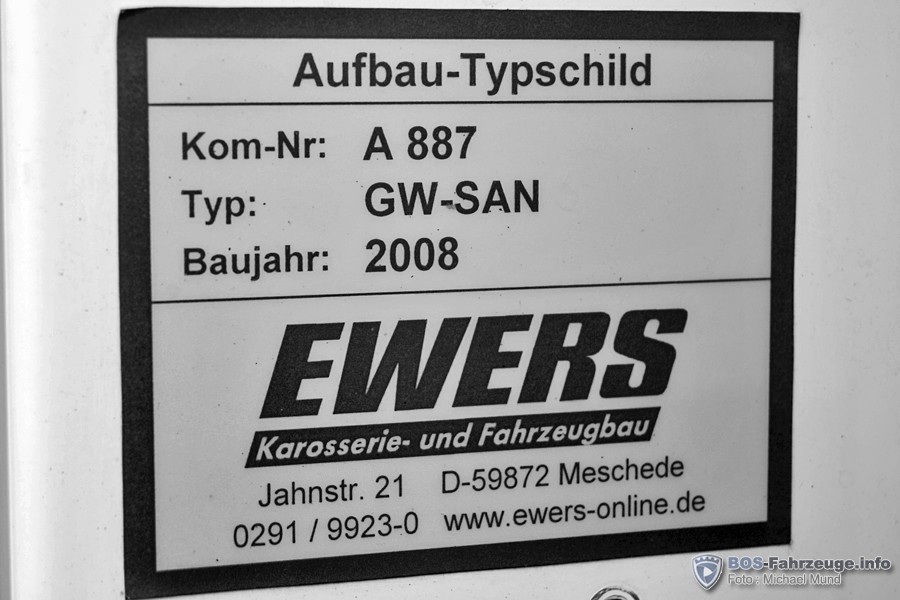 Aufbau-Typschild
Kom-Nr: A 887
Typ: GW-SAN
Baujahr: 2008
EWERS
Karosserie- und Fahrzeugbau
Jahnstr. 21 D-59872 Meschede
0291 / 9923-0 www.ewers-online.de
BOS-Fahrzeuge.info
Foto : Michael Mund